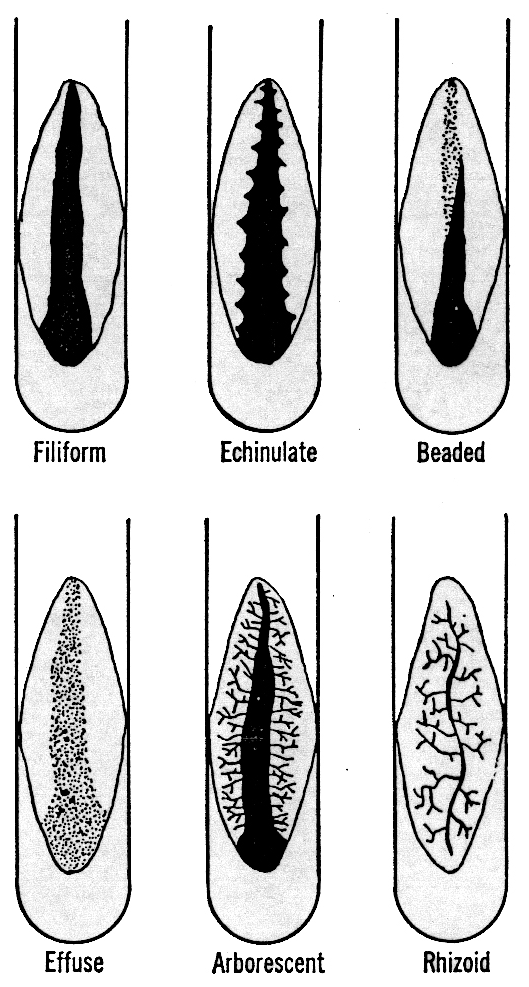 Filiform Echinulate Beaded
Effuse Arborescent Rhizoid